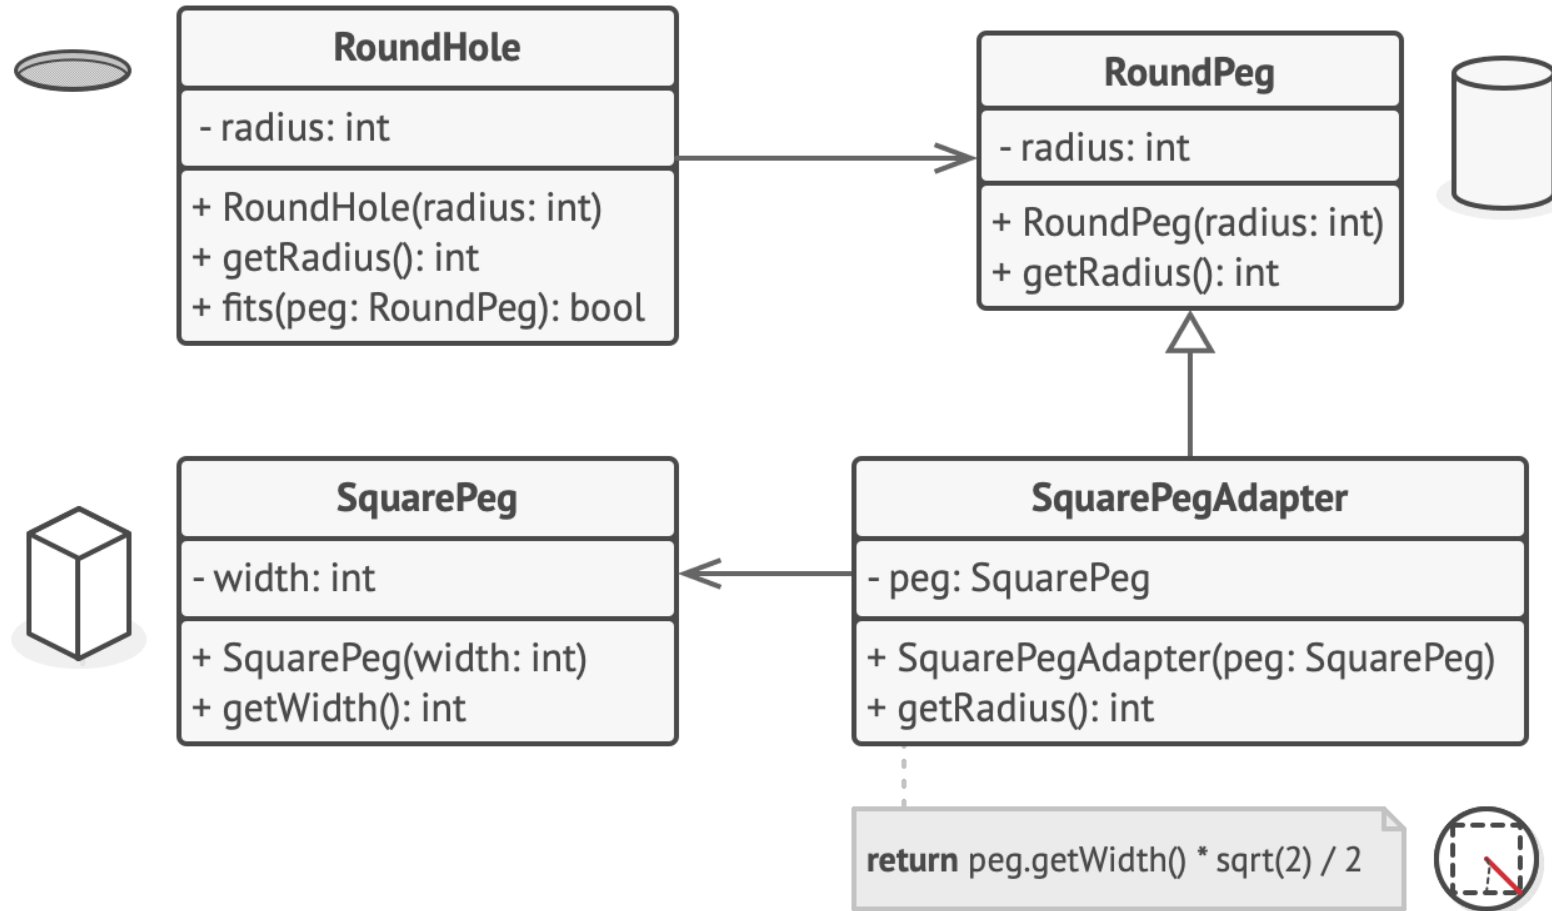 RoundHole
- radius: int
+ RoundHole(radius: int)
+ getRadius(): int
+ fits(peg: RoundPeg): bool
RoundPeg
- radius: int
+ RoundPeg(radius: int)
+ getRadius(): int
SquarePeg
- width: int
+ SquarePeg(width: int)
+ getWidth(): int
SquarePegAdapter
- peg: SquarePeg
+ SquarePegAdapter(peg: SquarePeg)
+ getRadius(): int
return peg.getWidth() * sqrt(2) / 2